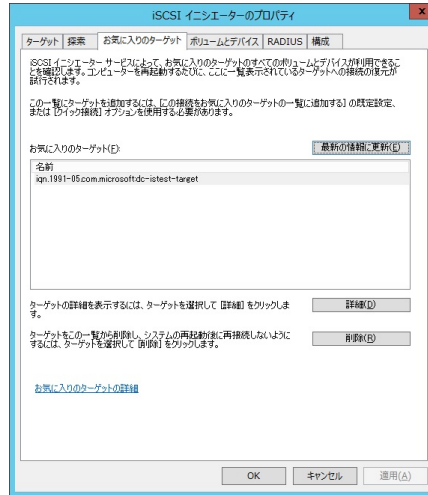 iSCSI イニシエーターのプロパティ
x
ターゲット 探索 お気に入りのターゲット ボリュームとデバイス RADIUS 構成
iSCSI イニシエーター サービスによって、お気に入りのターゲットのすべてのボリュームとデバイスが利用できるこ
とを確認します。コンピューターを再起動するたびに、ここに一覧表示されているターゲットへの接続の復元が
試行されます。
この一覧にターゲットを追加するには、[この接続をお気に入りのターゲットの一覧に追加する] の既定設定、
または [クイック接続] オプションを使用する必要があります。
お気に入りのターゲット(F):
最新の情報に更新(E)
名前
iqn.1991-05.com.microsoft:dc-istest-target
ターゲットの詳細を表示するには、ターゲットを選択して [詳細] をクリックしま
す。
詳細(D)
ターゲットをこの一覧から削除し、システムの再起動後に再接続しないように
するには、ターゲットを選択して [削除] をクリックします。
削除(R)
お気に入りのターゲットの詳細
OK キャンセル 適用(A)